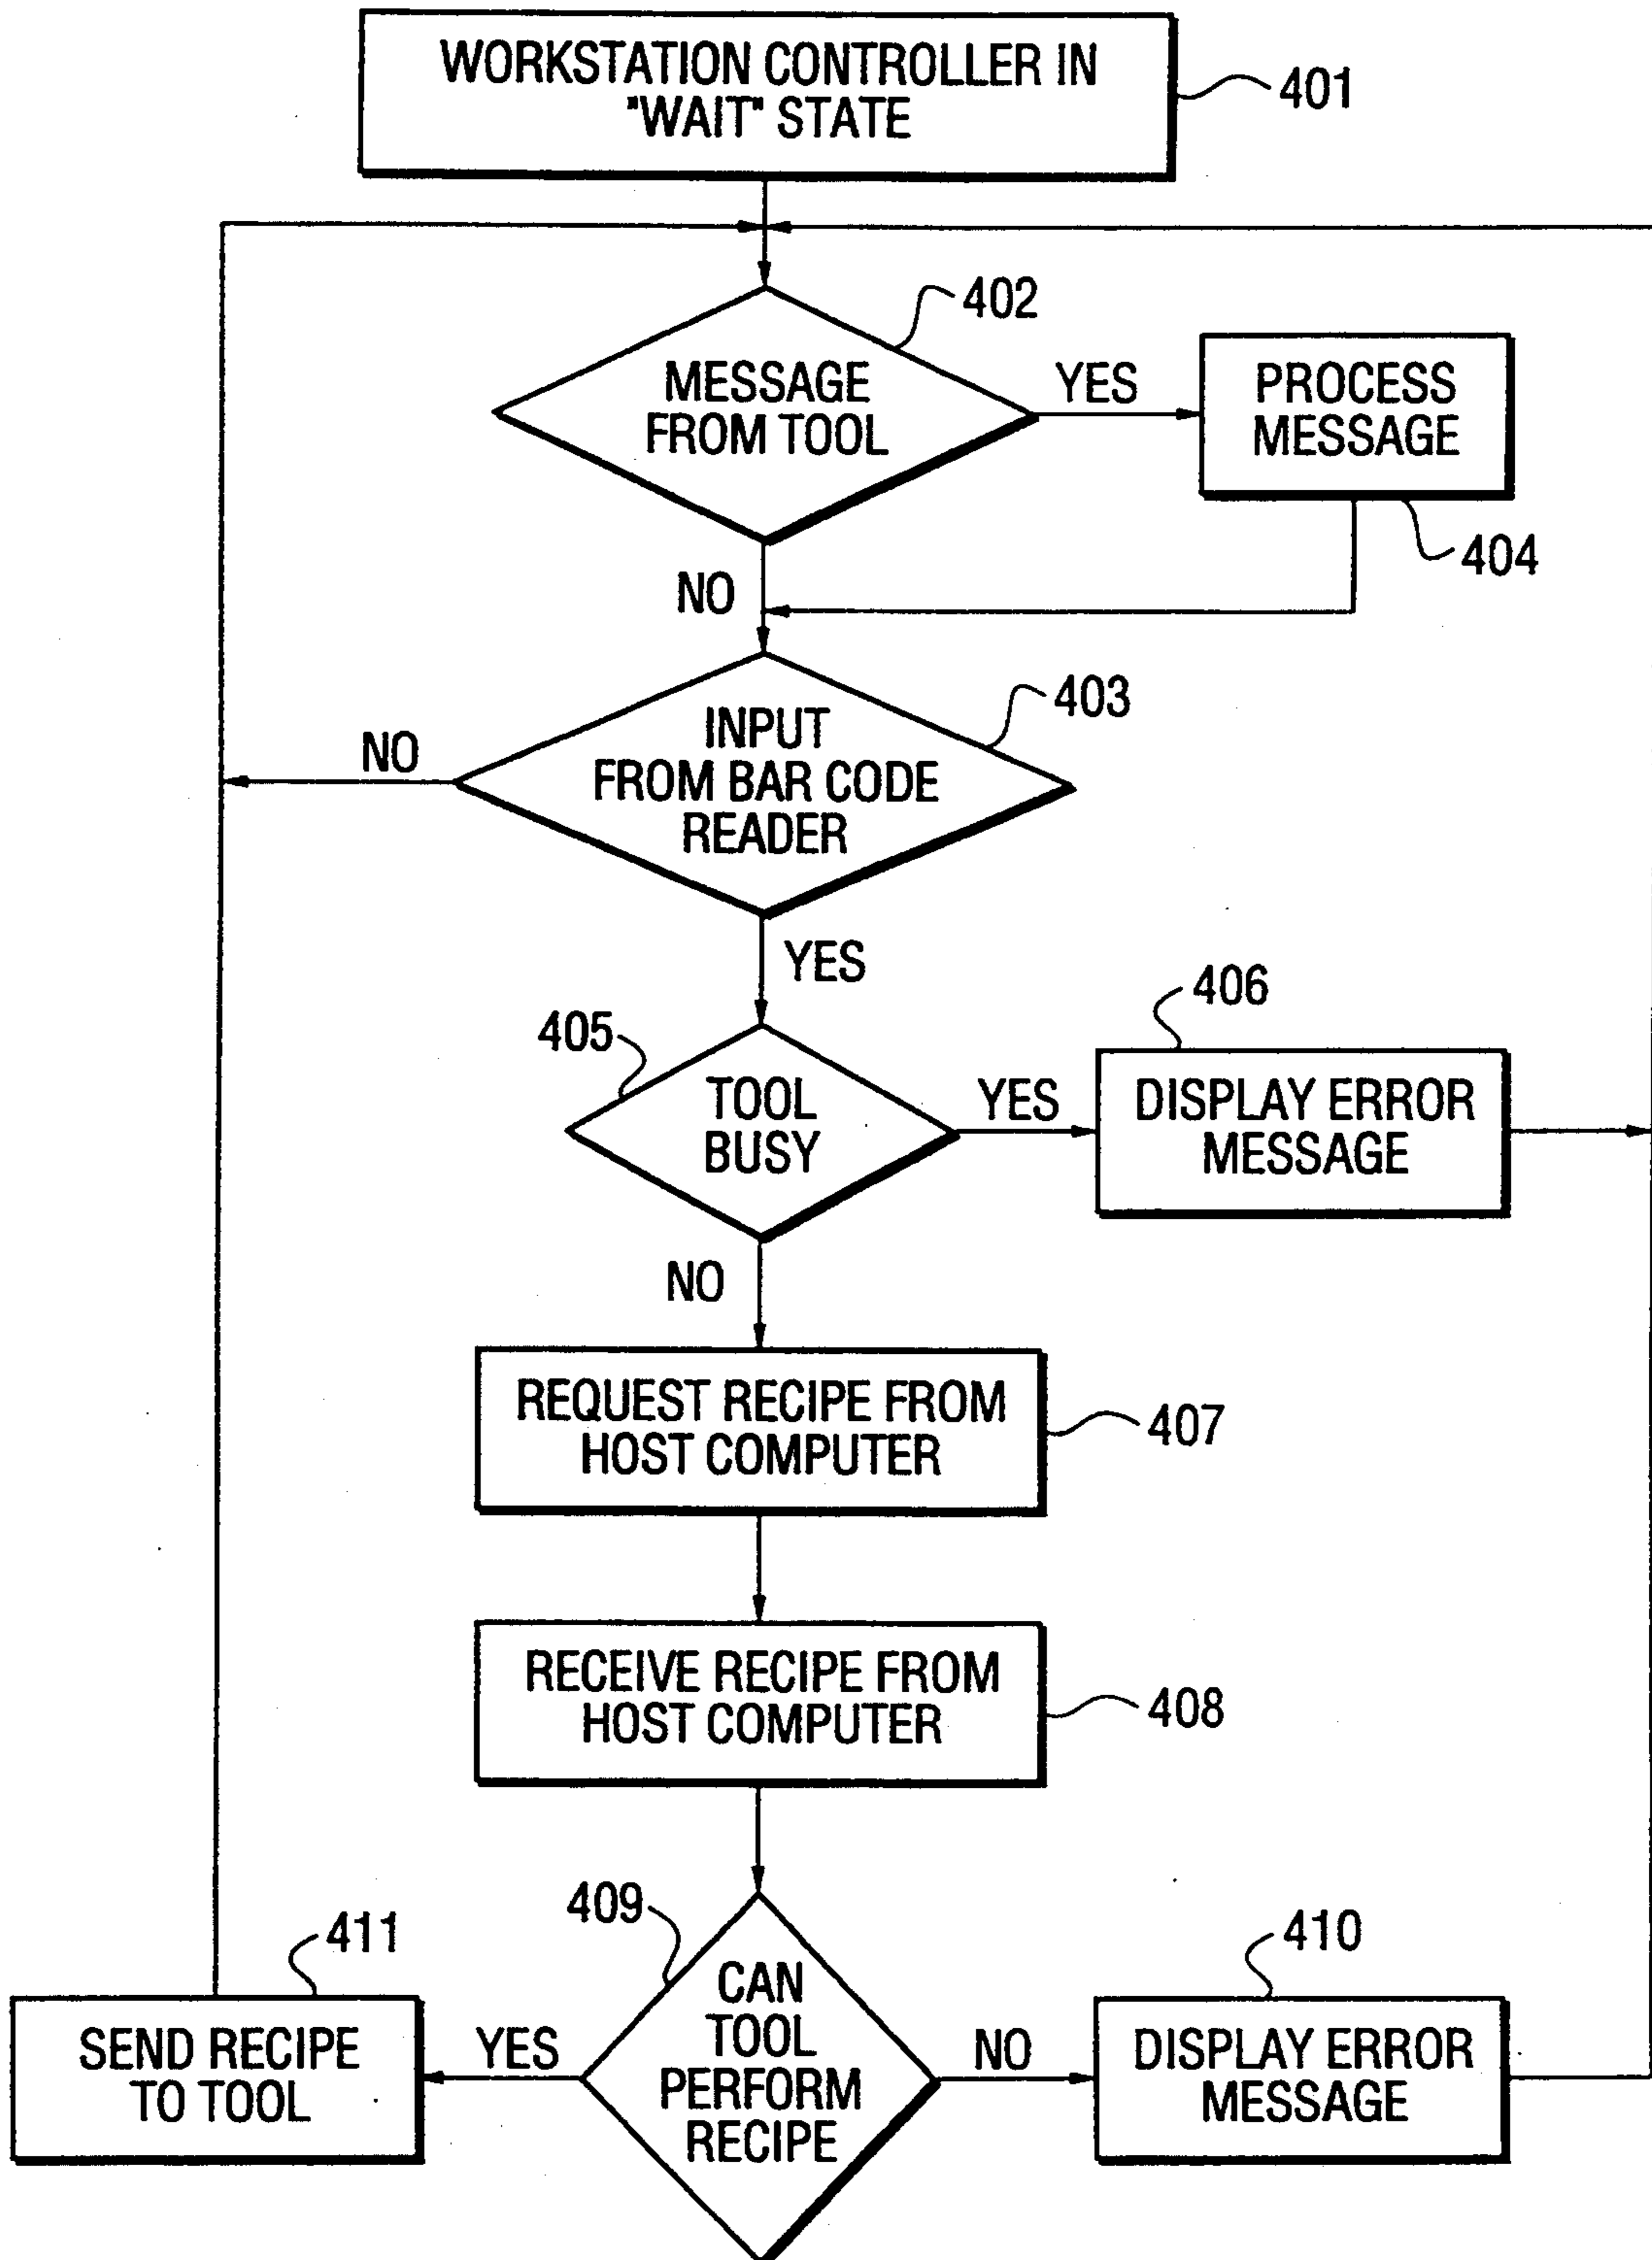 WORKSTATION CONTROLLER IN
"WAIT" STATE
401
402
MESSAGE
FROM TOOL
YES
PROCESS
MESSAGE
404
NO
403
INPUT
FROM BAR CODE
READER
NO
YES
406
405
TOOL
BUSY
YES
DISPLAY ERROR
MESSAGE
NO
REQUEST RECIPE FROM
HOST COMPUTER
407
RECEIVE RECIPE FROM
HOST COMPUTER
408
409
411
410
CAN
TOOL
PERFORM
RECIPE
SEND RECIPE
TO TOOL
YES
NO
DISPLAY ERROR
MESSAGE